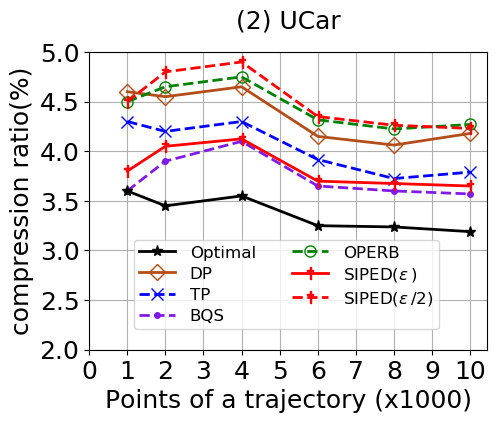 (2) UCar
compression ratio(%)
5.0
4.5
4.0
3.5
3.0
2.5
2.0
Optimal
DP
TP
BQS
OPERB
SIPED(ε)
SIPED(ε/2)
0 1 2 3 4 5 6 7 8 9 10
Points of a trajectory (x1000)